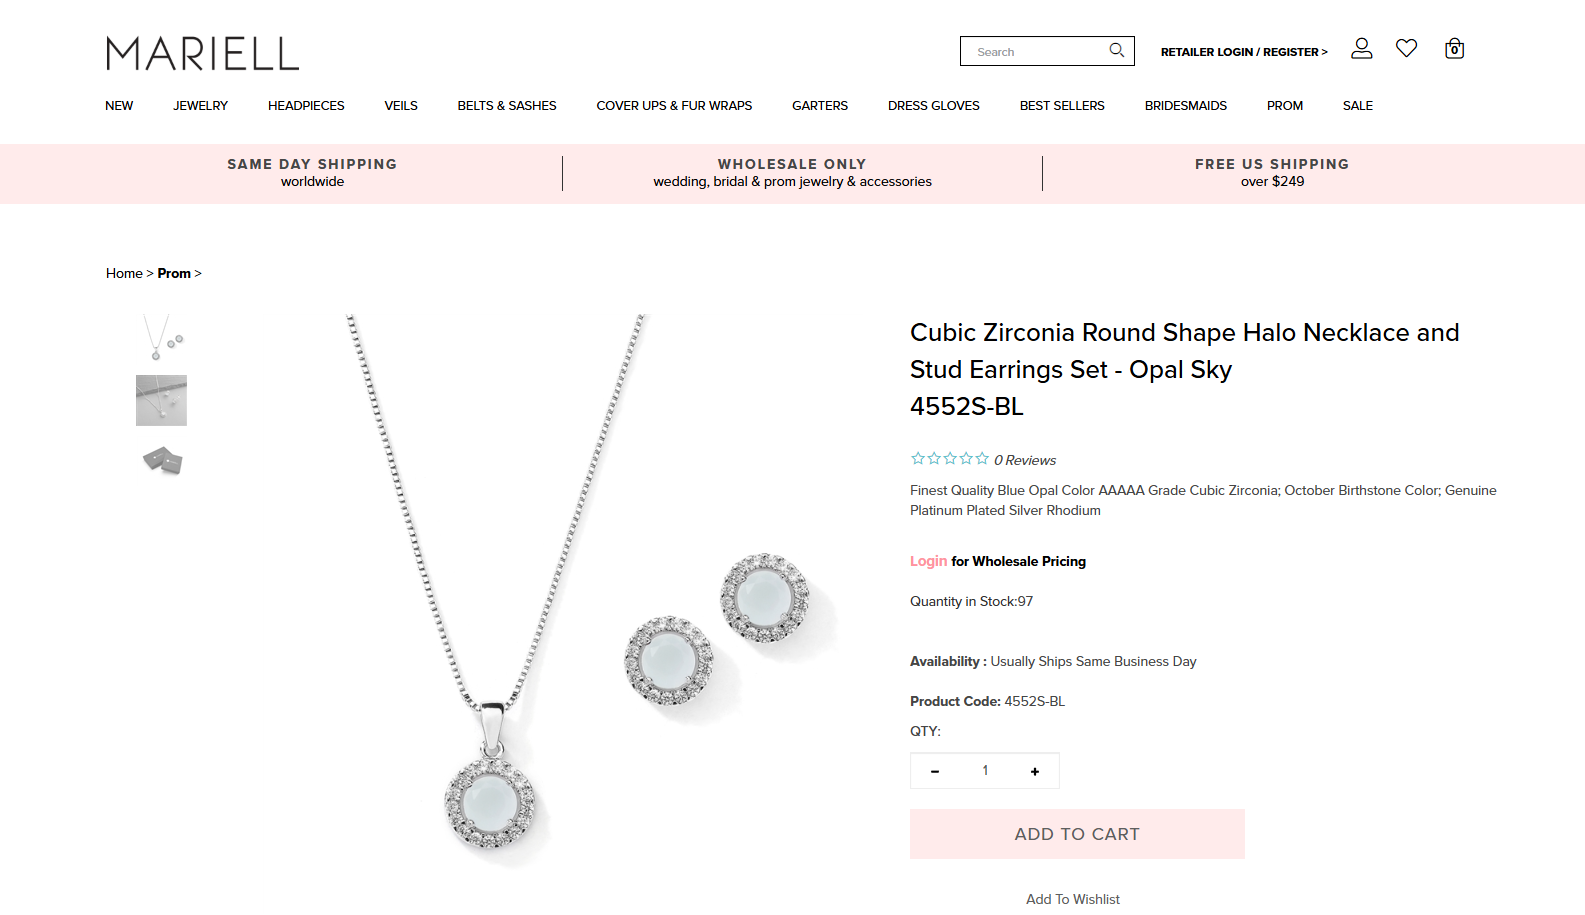 MARIELL
Search
RETAILER LOGIN / REGISTER >
0
NEW JEWELRY HEADPIECES VEILS BELTS & SASHES COVER UPS & FUR WRAPS GARTERS DRESS GLOVES BEST SELLERS BRIDESMAIDS PROM SALE
SAME DAY SHIPPING
worldwide
WHOLESALE ONLY
wedding, bridal & prom jewelry & accessories
FREE US SHIPPING
over $249
Home > Prom >
Cubic Zirconia Round Shape Halo Necklace and
Stud Earrings Set - Opal Sky
4552S-BL
0 Reviews
Finest Quality Blue Opal Color AAAAA Grade Cubic Zirconia; October Birthstone Color; Genuine
Platinum Plated Silver Rhodium
Login for Wholesale Pricing
Quantity in Stock:97
Availability : Usually Ships Same Business Day
Product Code: 4552S-BL
QTY:
- 1 +
ADD TO CART
Add To Wishlist